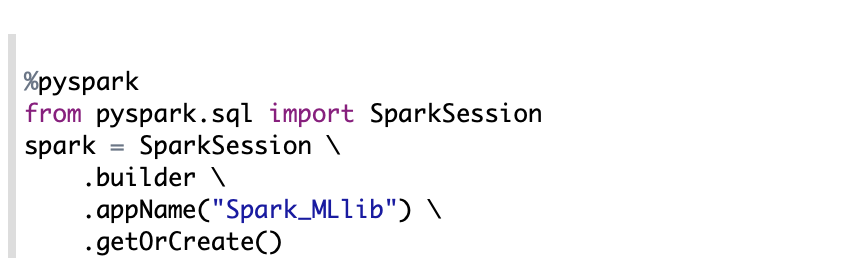 %pyspark
from pyspark.sql import SparkSession
spark = SparkSession \
    .builder \
    .appName("Spark_MLlib") \
    .getOrCreate()